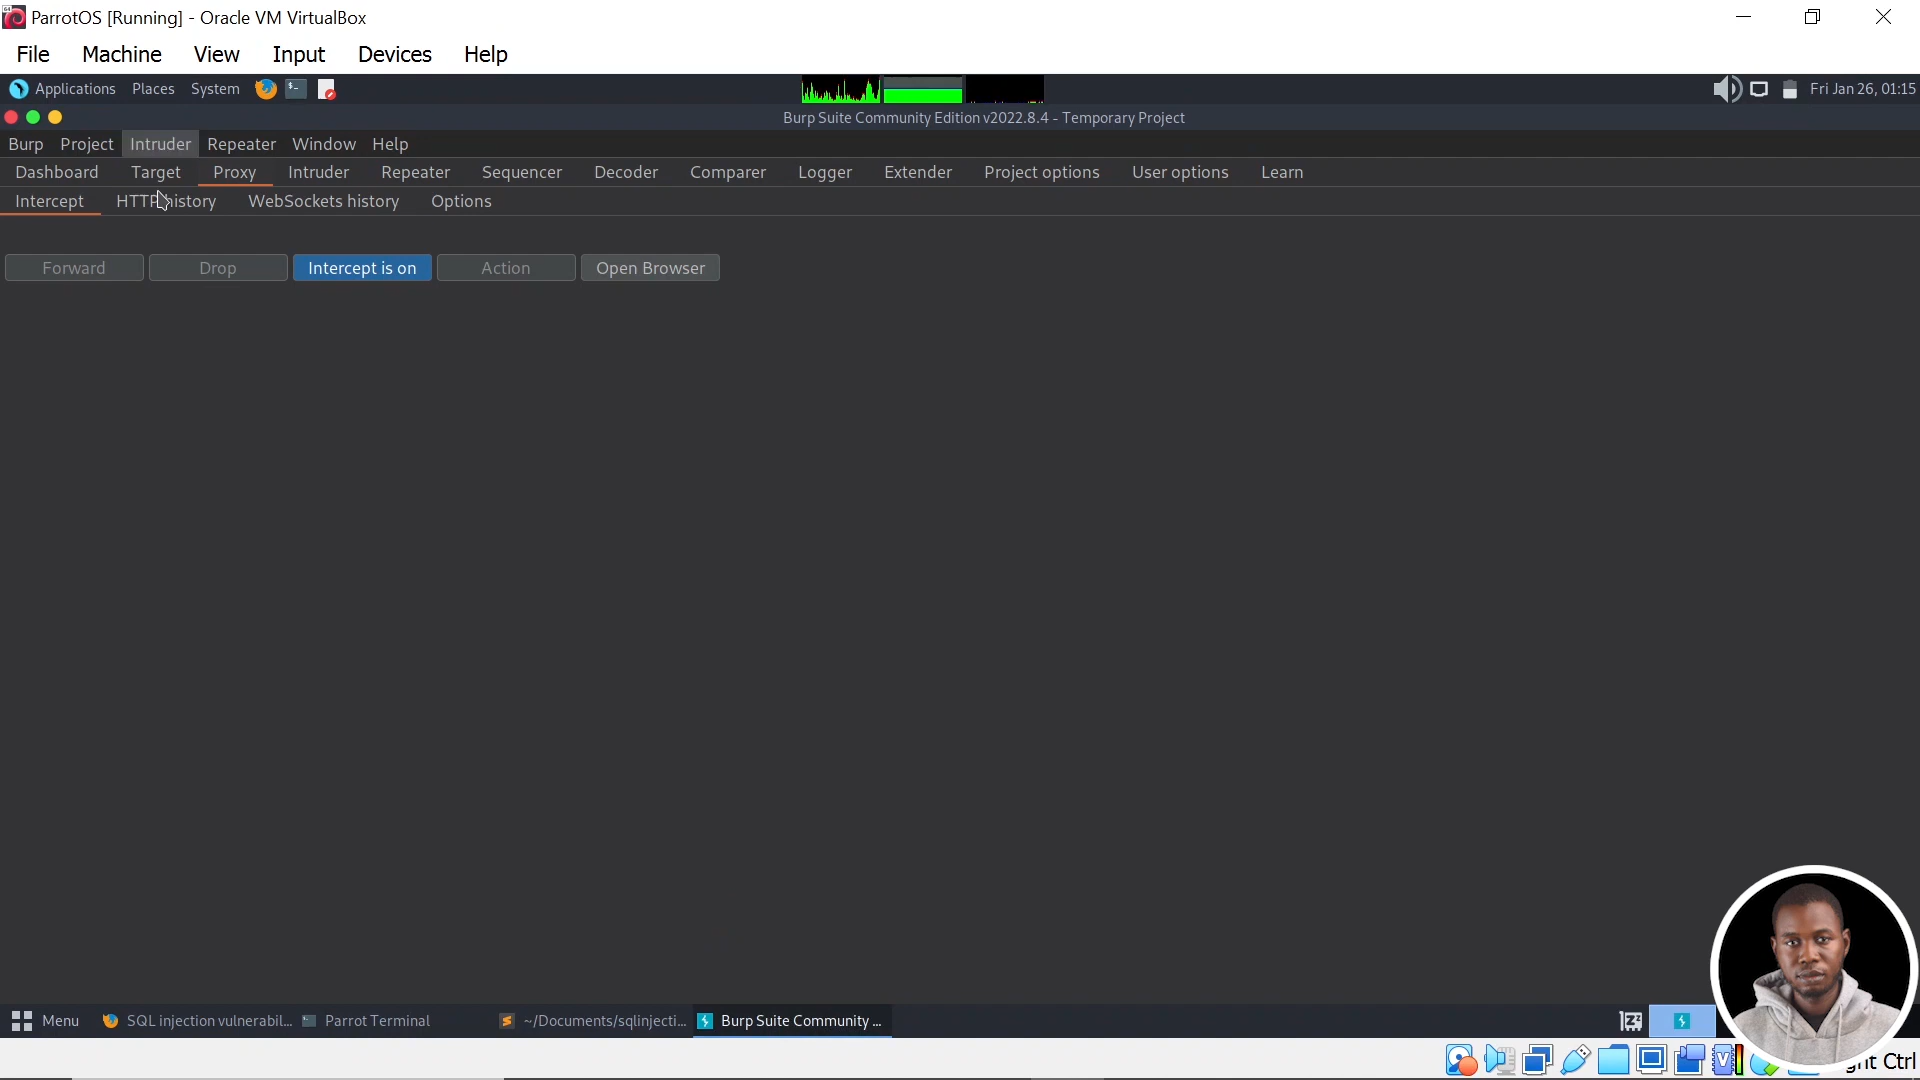 ParrotOS [Running] - Oracle VM VirtualBox
File Machine View Input Devices Help
Applications Places System Fri Jan 26, 01:15
Burp Suite Community Edition v2022.8.4 - Temporary Project
Burp Project Intruder Repeater Window Help
Dashboard Target Proxy Intruder Repeater Sequencer Decoder Comparer Logger Extender Project options User options Learn
Intercept HTTP history WebSockets history Options
Forward Drop Intercept is on Action Open Browser
Menu SQL injection vulnerabil... Parrot Terminal ~/Documents/sqlinjecti... Burp Suite Community ...
Ctrl